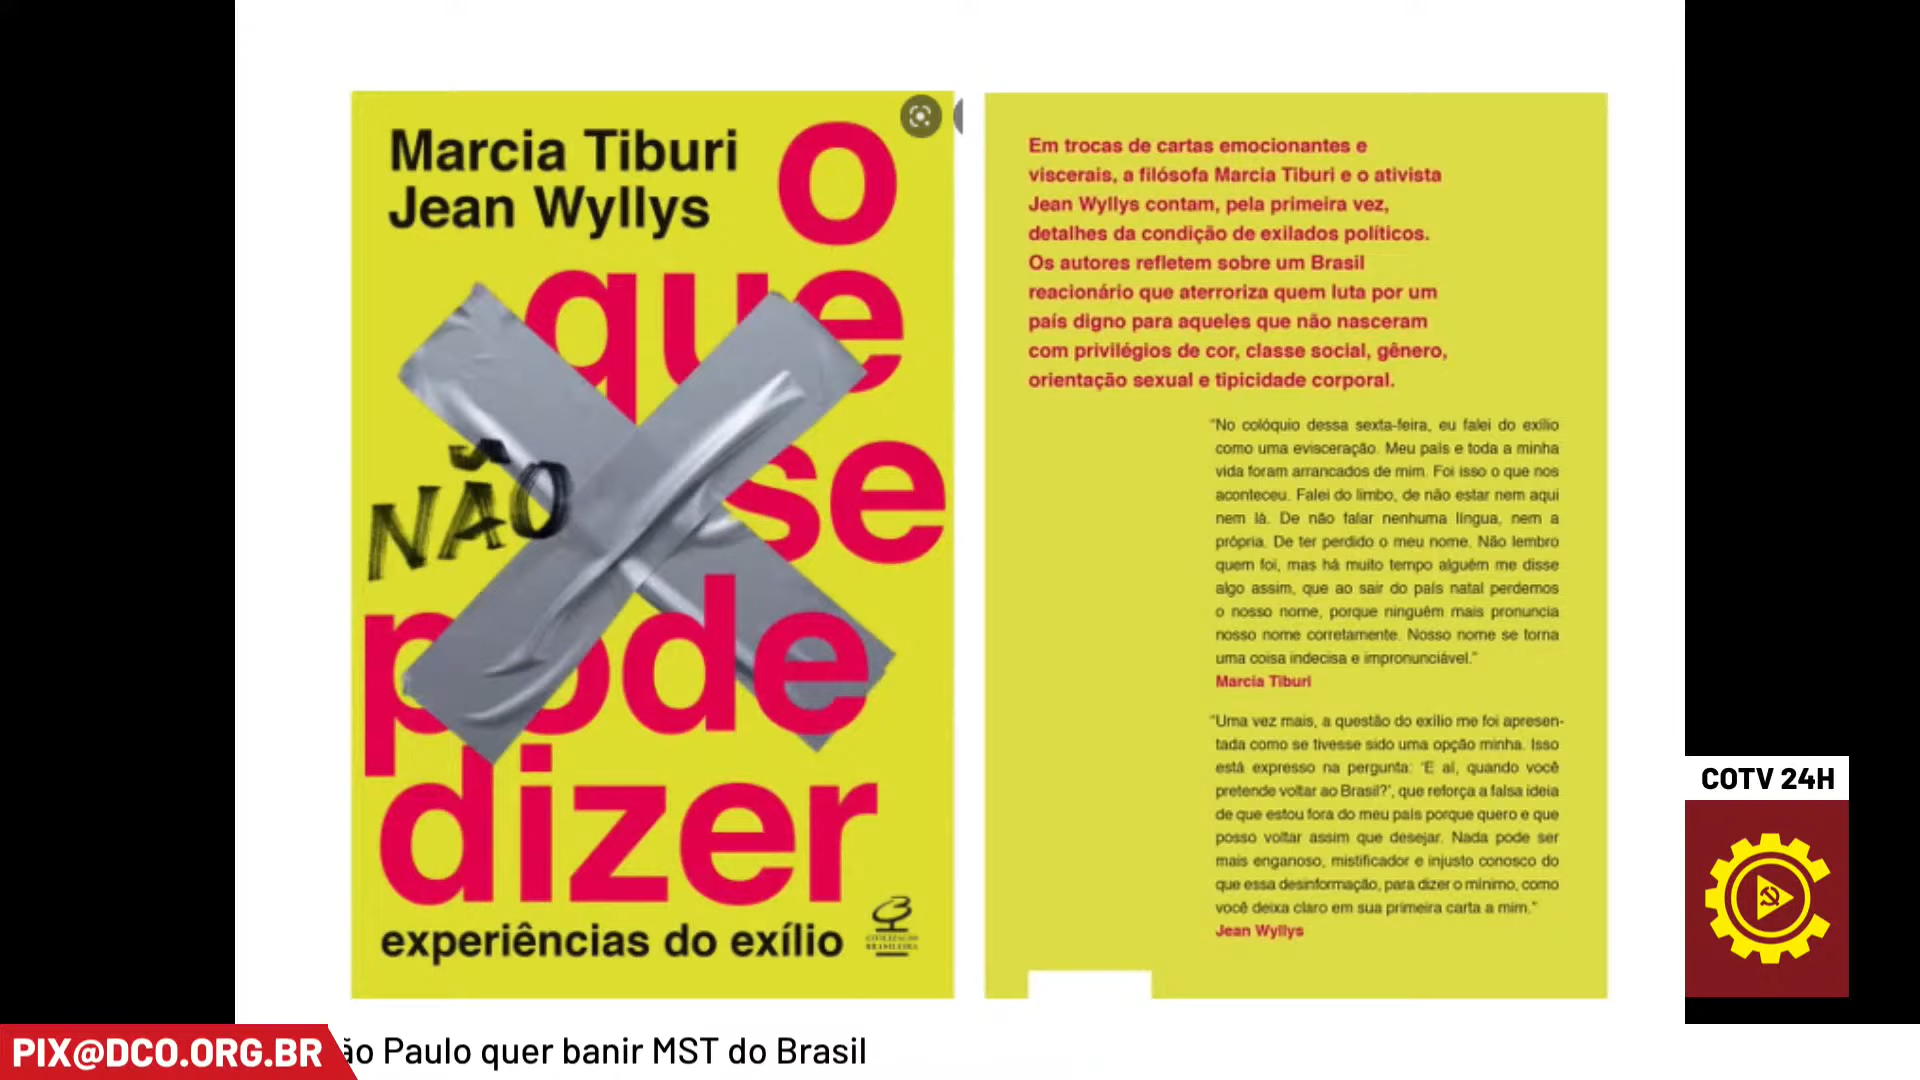 Marcia Tiburi
Jean Wyllys
o
que
NÃO
se
pode
dizer
experiências do exílio
CIVILIZAÇÃO
BRASILEIRA
Em trocas de cartas emocionantes e
viscerais, a filósofa Marcia Tiburi e o ativista
Jean Wyllys contam, pela primeira vez,
detalhes da condição de exilados políticos.
Os autores refletem sobre um Brasil
reacionário que aterroriza quem luta por um
país digno para aqueles que não nasceram
com privilégios de cor, classe social, gênero,
orientação sexual e tipicidade corporal.
“No colóquio dessa sexta-feira, eu falei do exílio
como uma evisceração. Meu país e toda a minha
vida foram arrancados de mim. Foi isso o que nos
aconteceu. Falei do limbo, de não estar nem aqui
nem lá. De não falar nenhuma língua, nem a
própria. De ter perdido o meu nome. Não lembro
quem foi, mas há muito tempo alguém me disse
algo assim, que ao sair do país natal perdemos
o nosso nome, porque ninguém mais pronuncia
nosso nome corretamente. Nosso nome se torna
uma coisa indecisa e impronunciável.”
Marcia Tiburi
“Uma vez mais, a questão do exílio me foi apresen-
tada como se tivesse sido uma opção minha. Isso
está expresso na pergunta: ‘E aí, quando você
pretende voltar ao Brasil?’, que reforça a falsa ideia
de que estou fora do meu país porque quero e que
posso voltar assim que desejar. Nada pode ser
mais enganoso, mistificador e injusto conosco do
que essa desinformação, para dizer o mínimo, como
você deixa claro em sua primeira carta a mim.”
Jean Wyllys
COTV 24H
PIX@DCO.ORG.BR
ão Paulo quer banir MST do Brasil